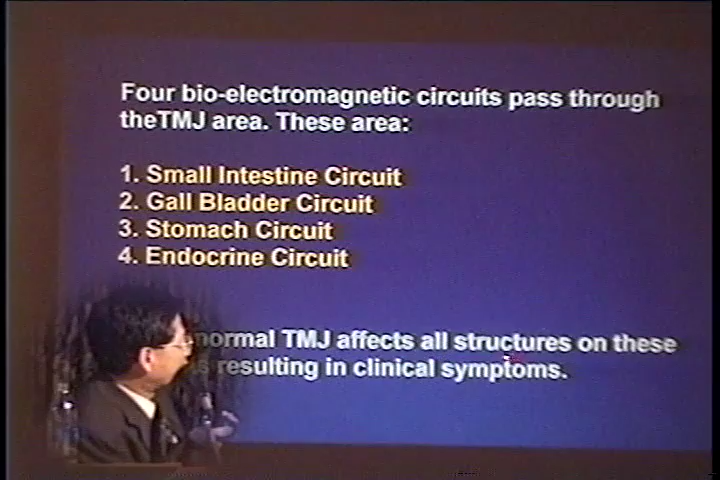 Four bio-electromagnetic circuits pass through
theTMJ area. These area:
1. Small Intestine Circuit
2. Gall Bladder Circuit
3. Stomach Circuit
4. Endocrine Circuit
normal TMJ affects all structures on these
resulting in clinical symptoms.